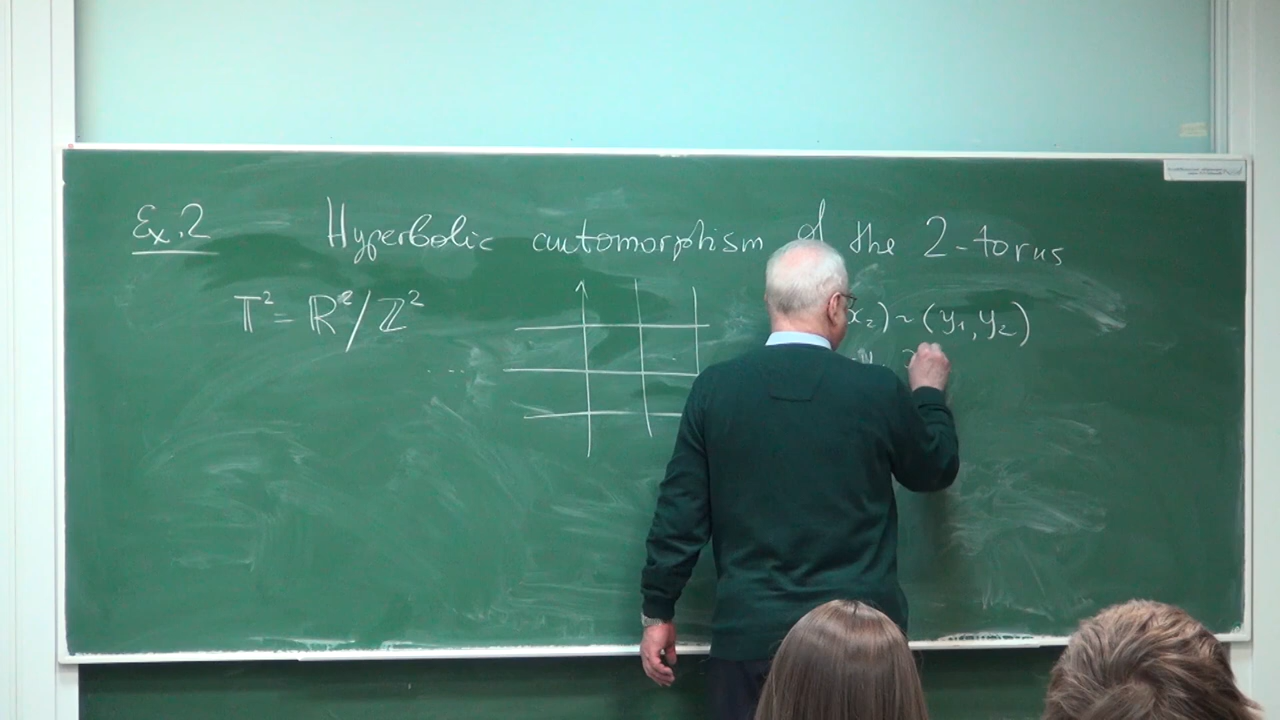 Ex. 2 Hyperbolic automorphism of the 2-torus
𝕋² = ℝ²/ℤ²
x₂) ~ (y₁, y₂)
....